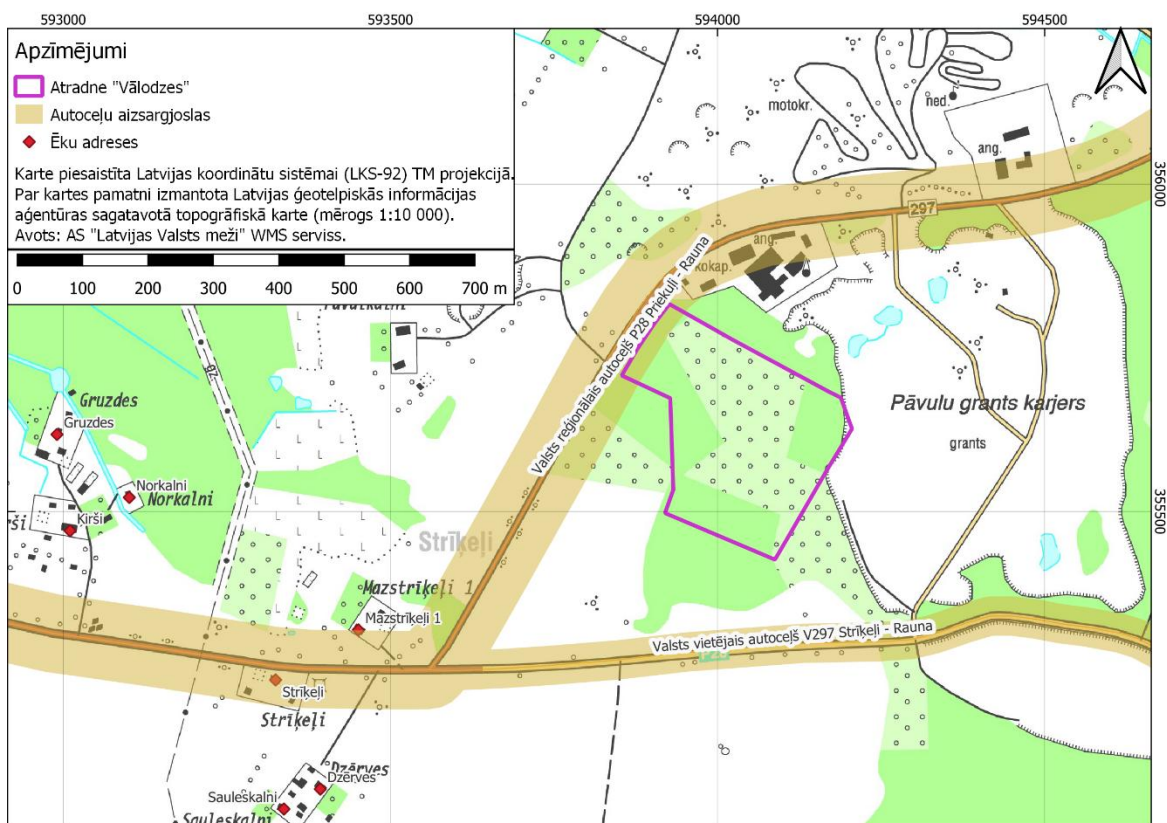 593000
593500
594000
594500
Apzīmējumi
Atradne "Vālodzes"
Autoceļu aizsargjoslas
Ēku adreses
Karte piesaistīta Latvijas koordinātu sistēmai (LKS-92) TM projekcijā.
Par kartes pamatni izmantota Latvijas ģeotelpiskās informācijas
aģentūras sagatavotā topogrāfiskā karte (mērogs 1:10 000).
Avots: AS "Latvijas Valsts meži" WMS serviss.
0 100 200 300 400 500 600 700 m
motokr.
ned.
ang.
356000
297
ang.
kokap.
Valsts reģionālais autoceļš P28 Priekuļi - Rauna
gz.
Pāvulu grants karjers
grants
Gruzdes
Gruzdes
Norkalni
Norkalni
Ķirši
355500
Strīķeļi
Mazstrīķeļi 1
Mazstrīķeļi 1
Valsts vietējais autoceļš V297 Strīķeļi - Rauna
Strīķeļi
Strīķeļi
Dzērves
Dzērves
Sauleskalni
Sauleskalni